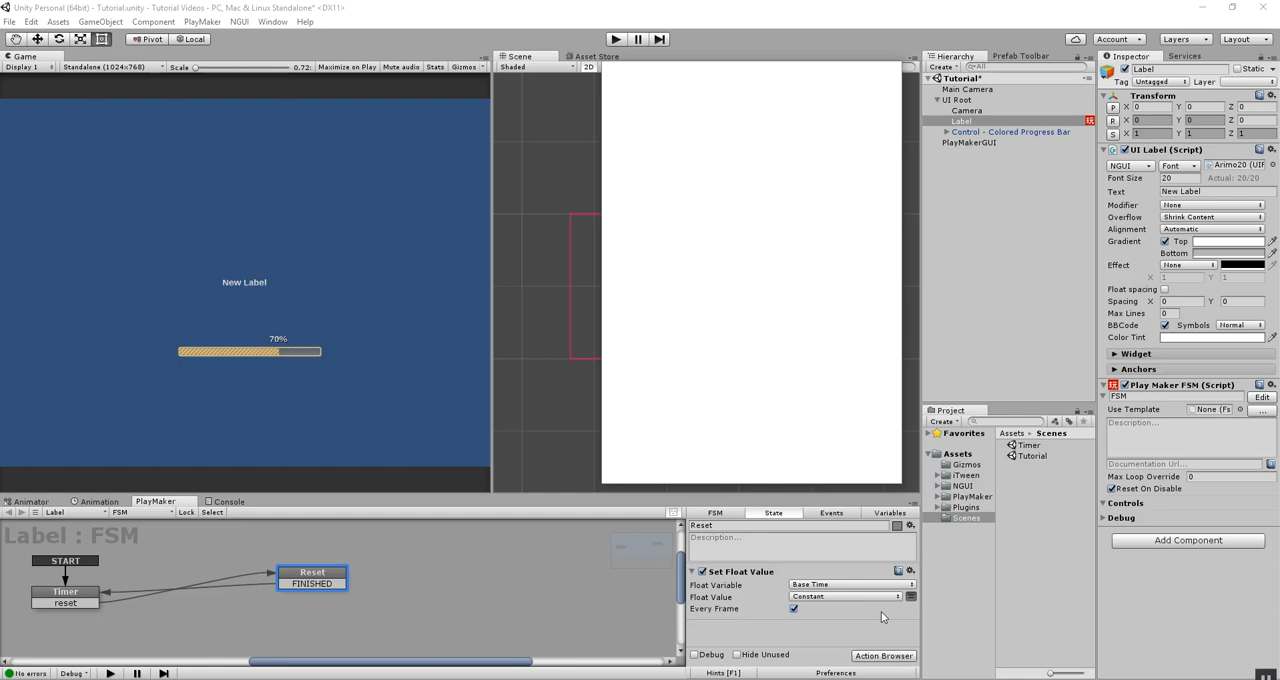 Unity Personal (64bit) - Tutorial.unity - Tutorial Videos - PC, Mac & Linux Standalone* <DX11>
File Edit Assets GameObject Component PlayMaker NGUI Window Help
Pivot Local Account Layers Layout
Game Scene Asset Store Hierarchy Prefab Toolbar Inspector Services
Display 1 Standalone (1024x768) Scale 0.72: Maximize on Play Mute audio Stats Gizmos Shaded 2D Create All
Label Static
Tutorial*
Tag Untagged Layer
Main Camera
UI Root
Camera
Label
Control - Colored Progress Bar
PlayMakerGUI
Transform
P X 0 Y 0 Z 0
R X 0 Y 0 Z 0
S X 1 Y 1 Z 1
UI Label (Script)
NGUI Font Arimo20 (UIF
Font Size 20 Actual: 20/20
Text New Label
Modifier None
Overflow Shrink Content
Alignment Automatic
Gradient Top
Bottom
Effect None
X 1 Y 1
Float spacing
Spacing X 0 Y 0
Max Lines 0
BBCode Symbols Normal
Color Tint
Widget
Anchors
New Label
70%
Play Maker FSM (Script)
FSM Edit
Use Template None (Fs ...
Description...
Documentation Url...
Max Loop Override 0
Reset On Disable
Controls
Debug
Add Component
Project
Create
Favorites
Assets
Gizmos
iTween
NGUI
PlayMaker
Plugins
Scenes
Assets Scenes
Timer
Tutorial
Animator Animation PlayMaker Console
Label FSM Lock Select
Label : FSM
START
Timer
reset
Reset
FINISHED
FSM State Events Variables
Reset
Description...
Set Float Value
Float Variable Base Time
Float Value Constant
Every Frame
Debug Hide Unused Action Browser
No errors Debug Hints [F1] Preferences